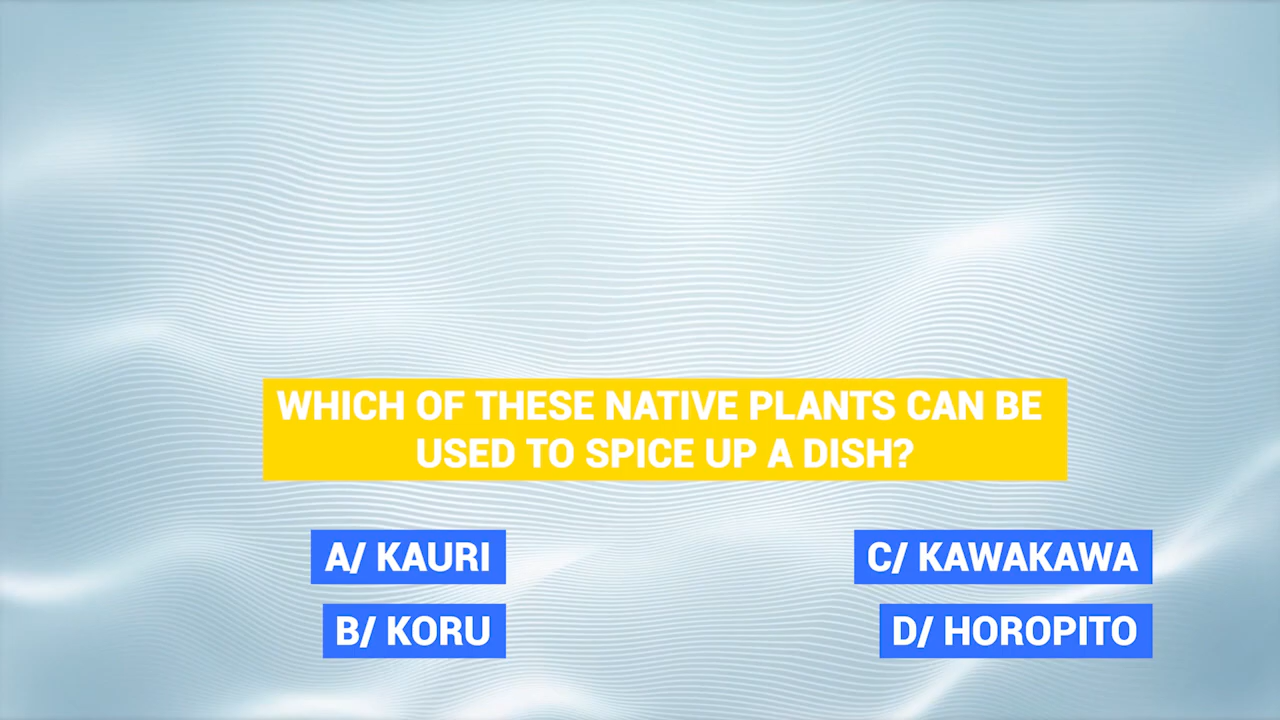 WHICH OF THESE NATIVE PLANTS CAN BE
USED TO SPICE UP A DISH?
A/ KAURI
B/ KORU
C/ KAWAKAWA
D/ HOROPITO